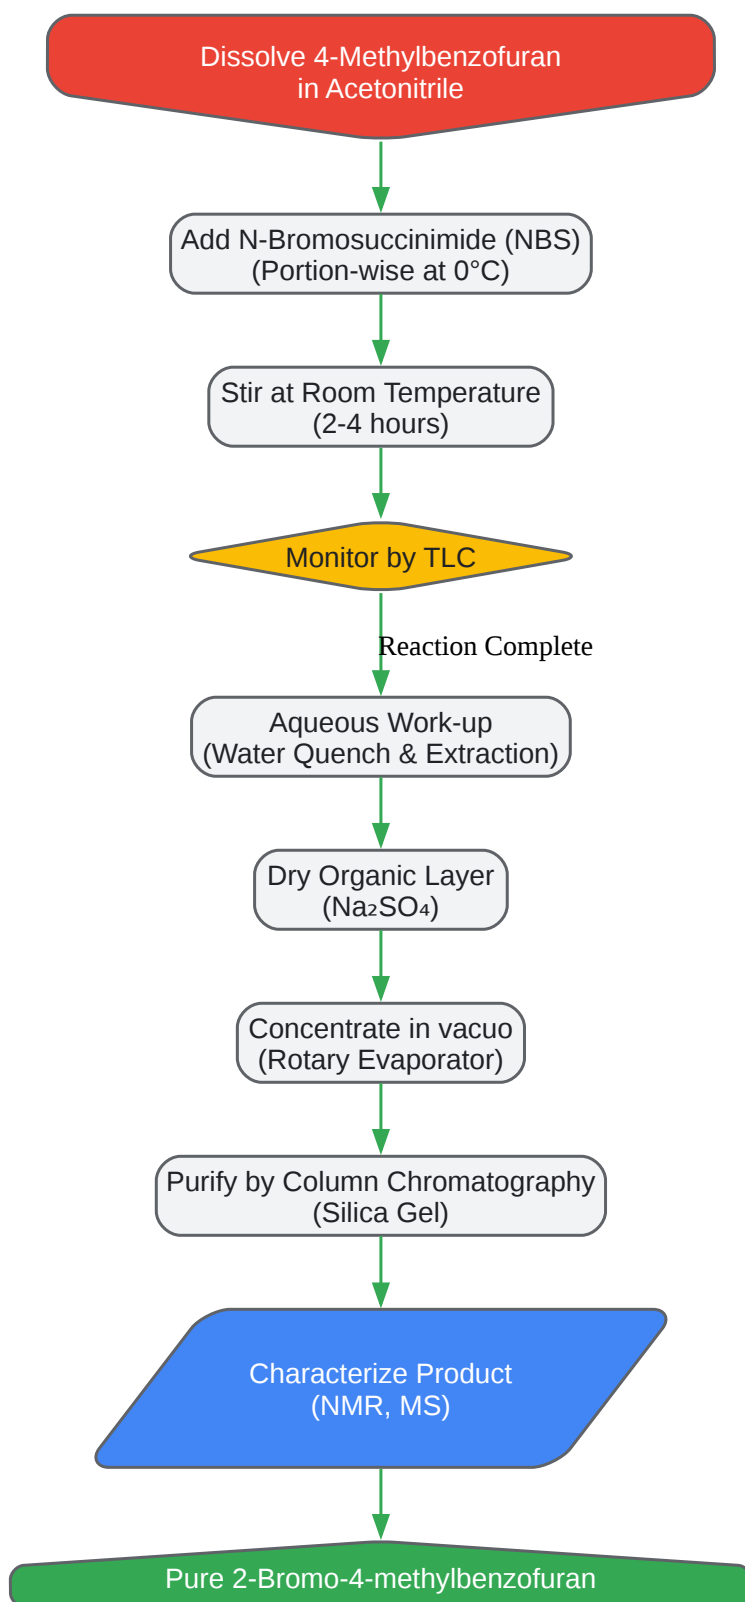 Dissolve 4-Methylbenzofuran
in Acetonitrile
Add N-Bromosuccinimide (NBS)
(Portion-wise at 0°C)
Stir at Room Temperature
(2-4 hours)
Monitor by TLC
Reaction Complete
Aqueous Work-up
(Water Quench & Extraction)
Dry Organic Layer
(Na₂SO₄)
Concentrate in vacuo
(Rotary Evaporator)
Purify by Column Chromatography
(Silica Gel)
Characterize Product
(NMR, MS)
Pure 2-Bromo-4-methylbenzofuran